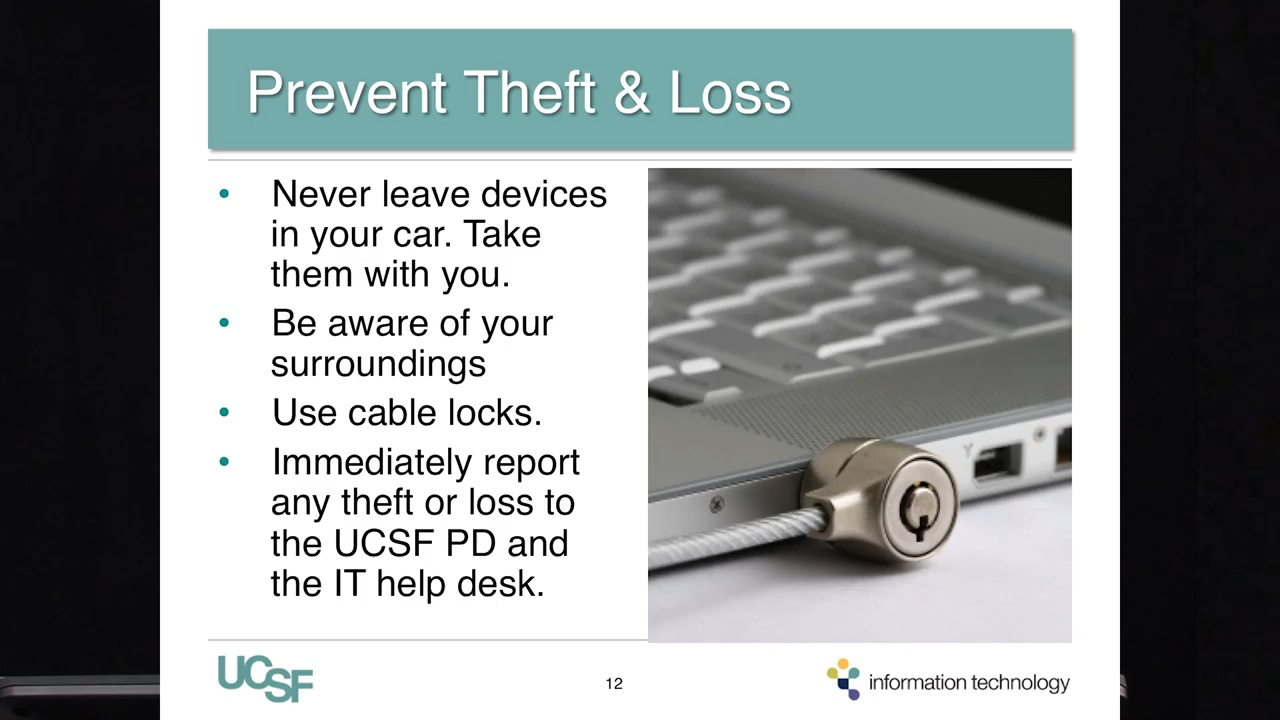 Prevent Theft & Loss
• Never leave devices
in your car. Take
them with you.
• Be aware of your
surroundings
• Use cable locks.
• Immediately report
any theft or loss to
the UCSF PD and
the IT help desk.
UCSF
12
information technology